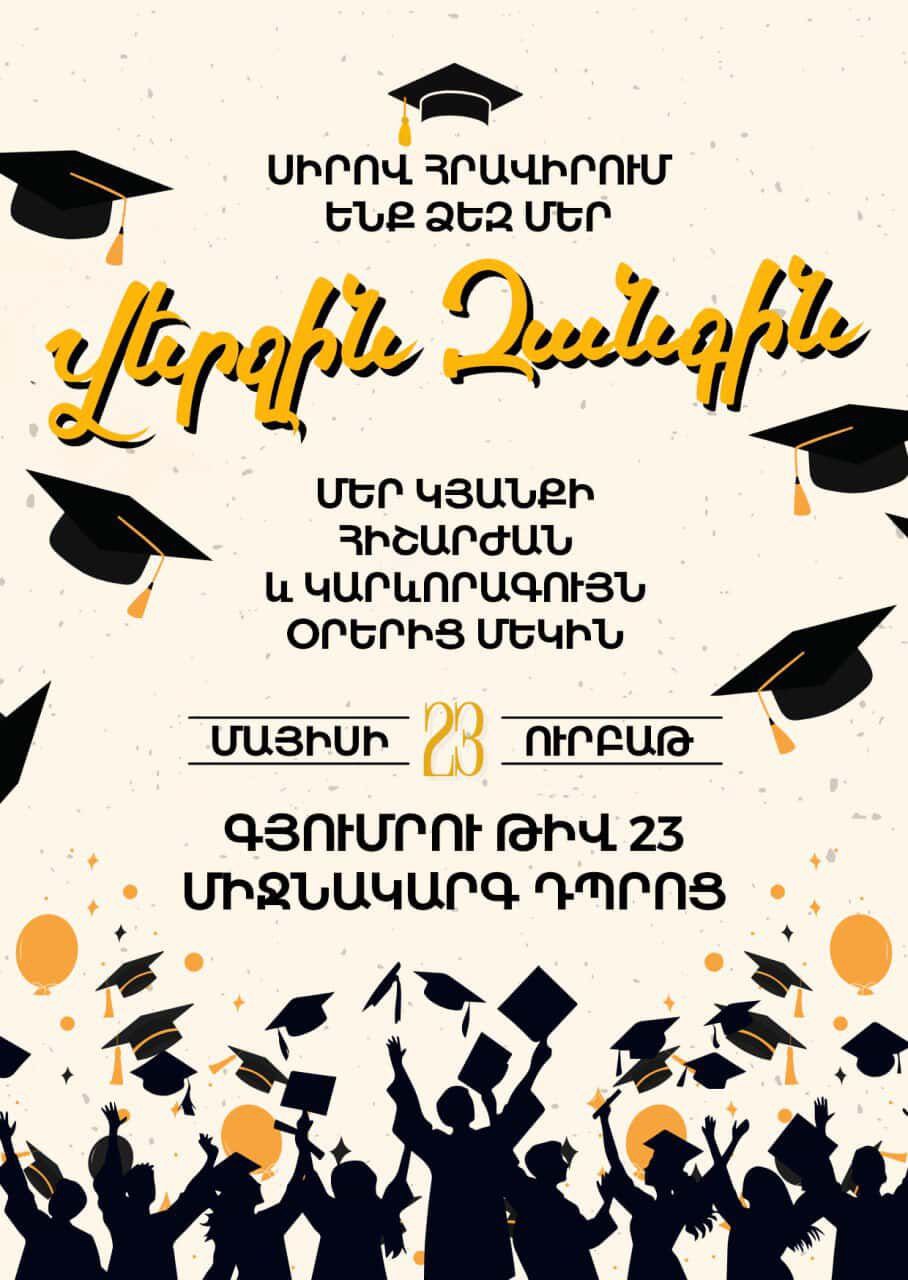 ՍԻՐՈՎ ՀՐԱՎԻՐՈՒՄ
ԵՆՔ ՁԵԶ ՄԵՐ
Վերջին Զանգին
ՄԵՐ ԿՅԱՆՔԻ
ՀԻՇԱՐԺԱՆ
և ԿԱՐևՈՐԱԳՈՒՅՆ
ՕՐԵՐԻՑ ՄԵԿԻՆ
ՄԱՅԻՍԻ 23 ՈՒՐԲԱԹ
ԳՅՈՒՄՐՈՒ ԹԻՎ 23
ՄԻՋՆԱԿԱՐԳ ԴՊՐՈՑ